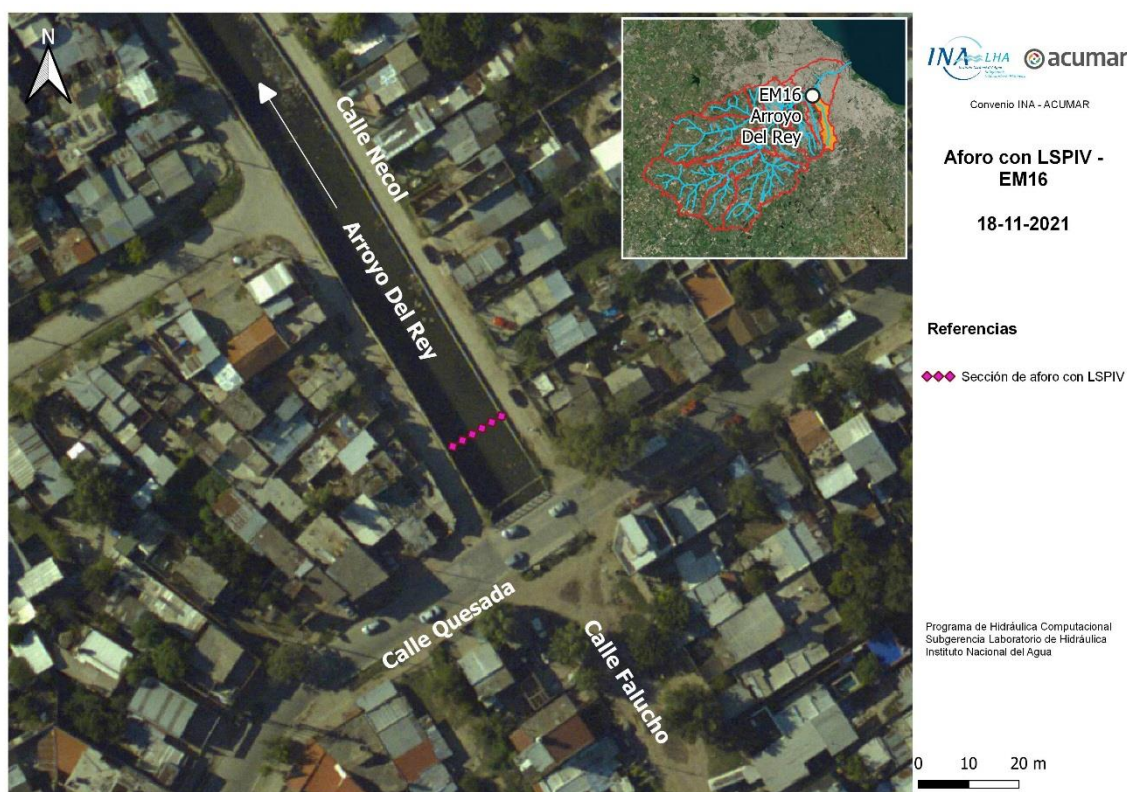 N
Calle Necol
Arroyo Del Rey
Calle Quesada
Calle Falucho
EM16
Arroyo
Del Rey
INA LHA acumar
Convenio INA - ACUMAR
Aforo con LSPIV -
EM16
18-11-2021
Referencias
Sección de aforo con LSPIV
Programa de Hidráulica Computacional
Subgerencia Laboratorio de Hidráulica
Instituto Nacional del Agua
0 10 20 m